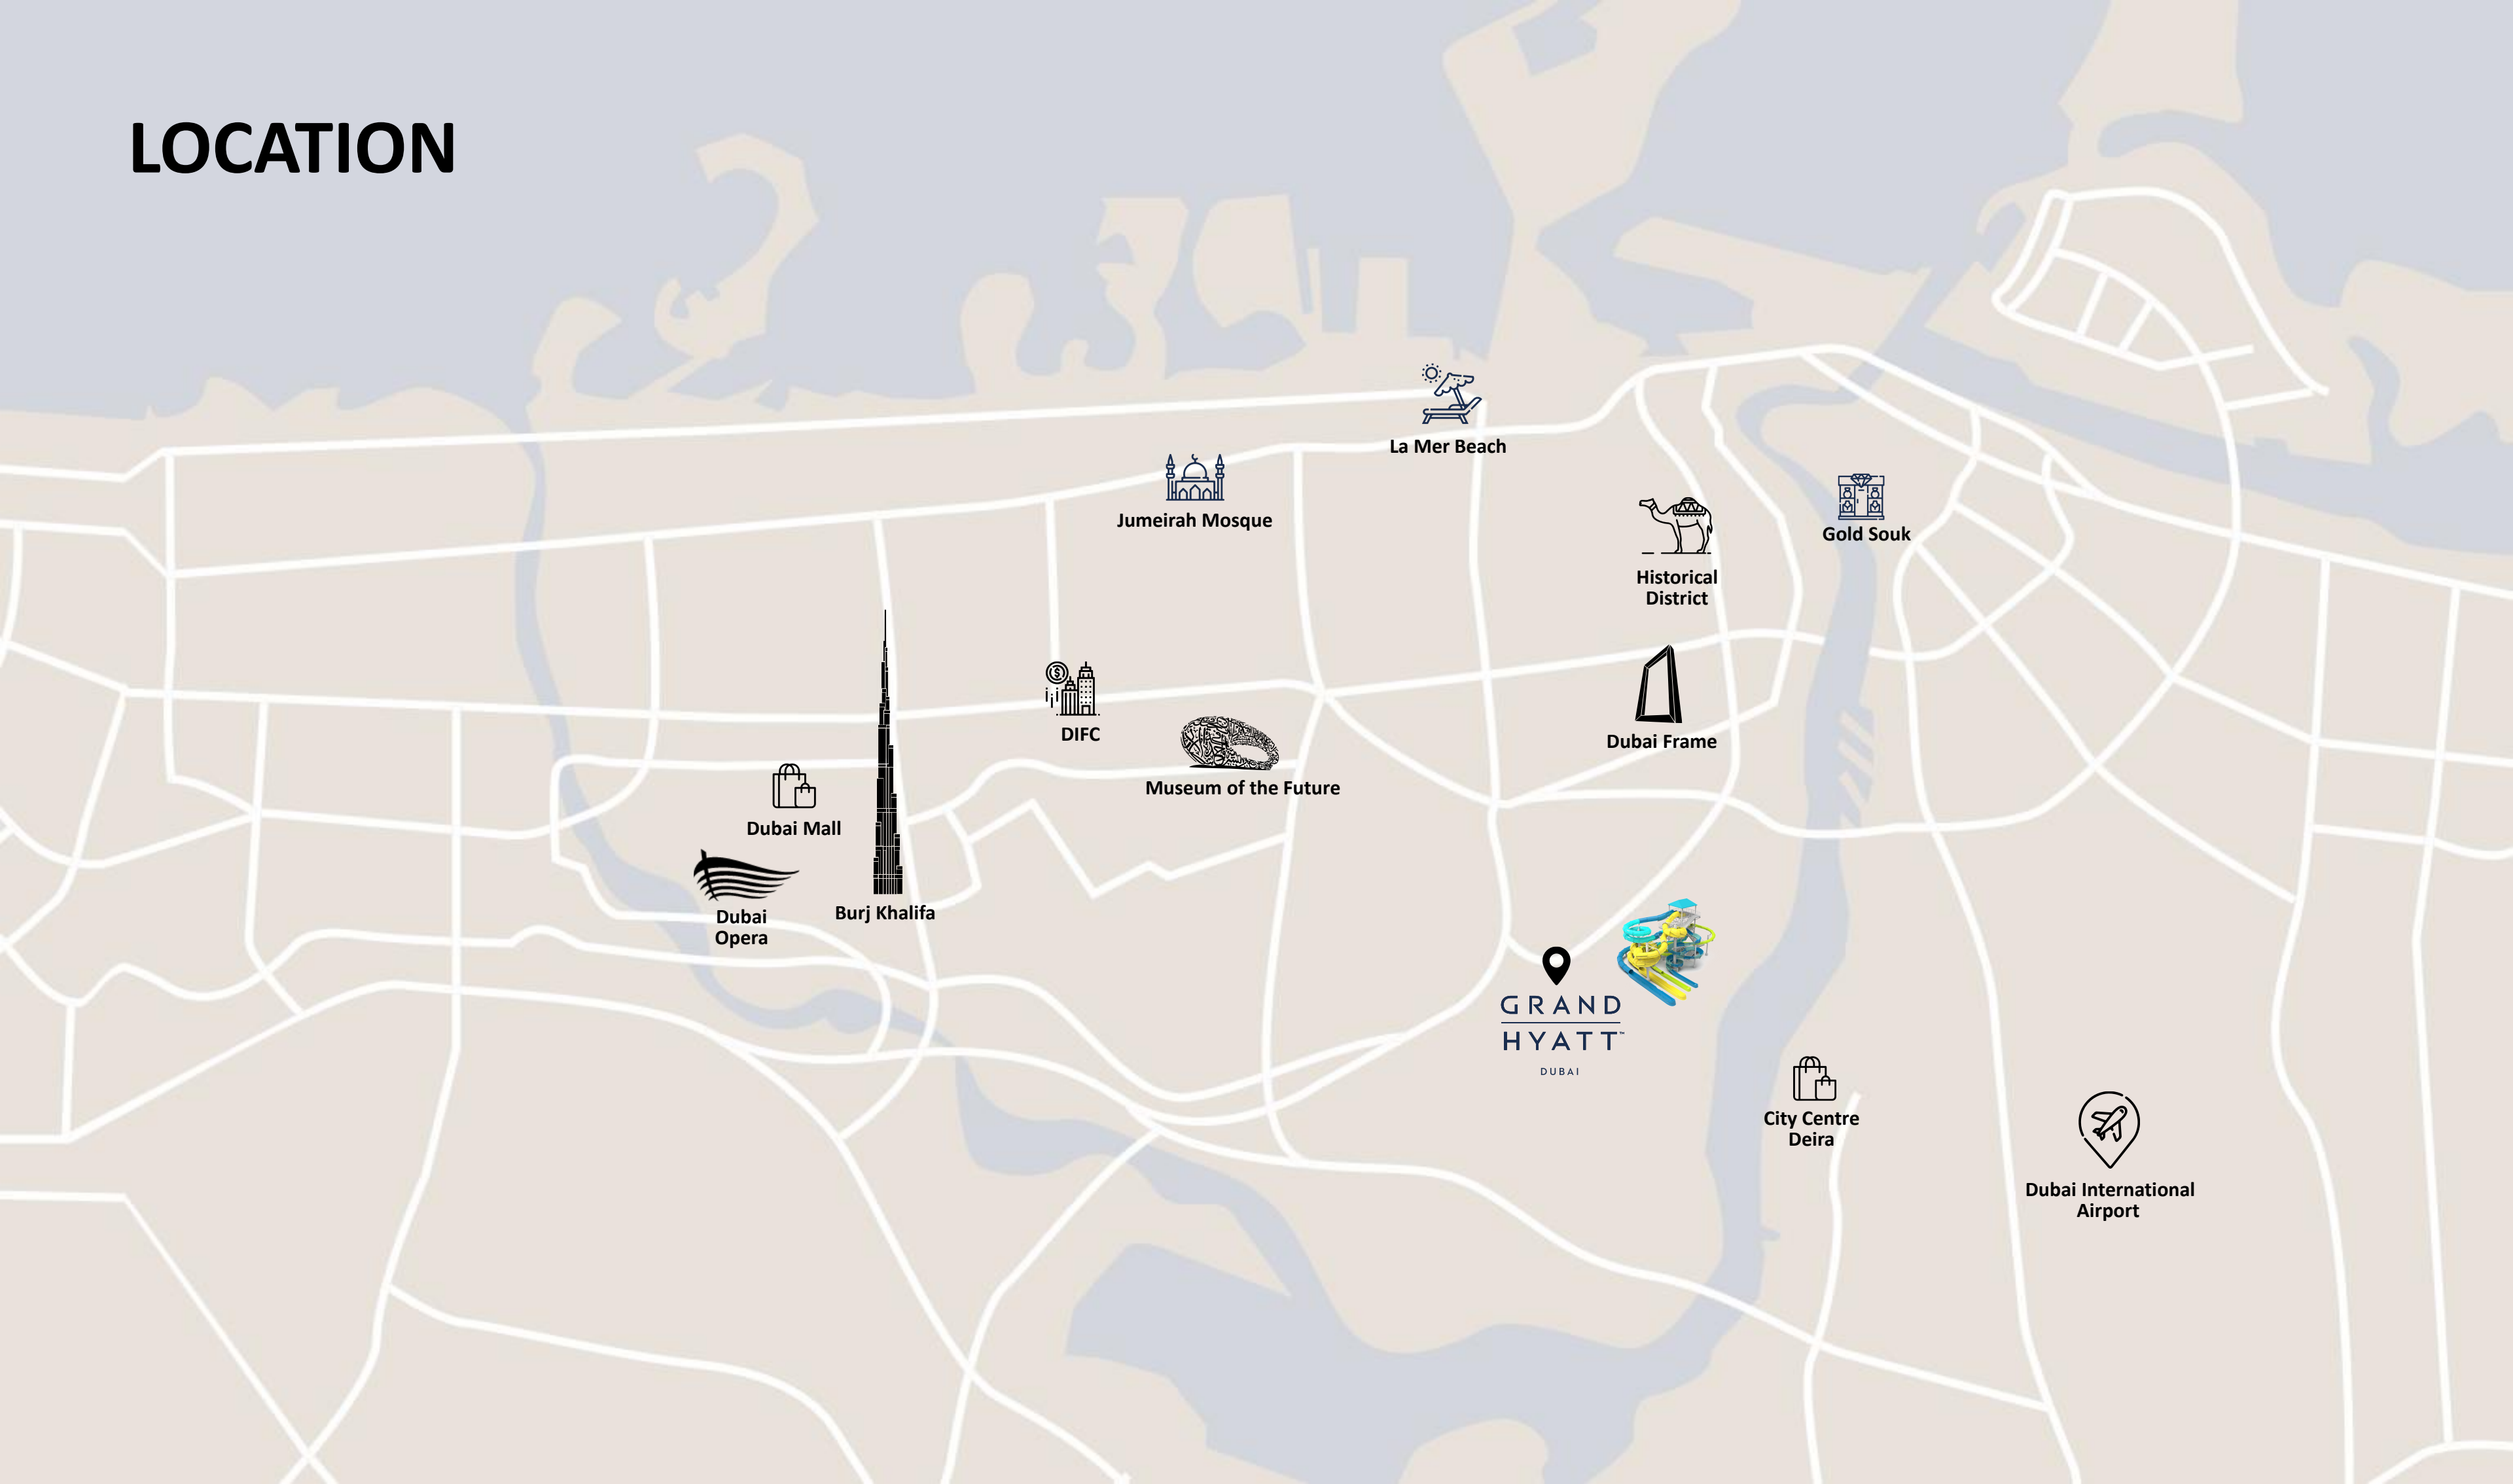 LOCATION
La Mer Beach
Jumeirah Mosque
Gold Souk
Historical
District
DIFC
Dubai Frame
Museum of the Future
Dubai Mall
Burj Khalifa
Dubai
Opera
GRAND
HYATT™
DUBAI
City Centre
Deira
Dubai International
Airport